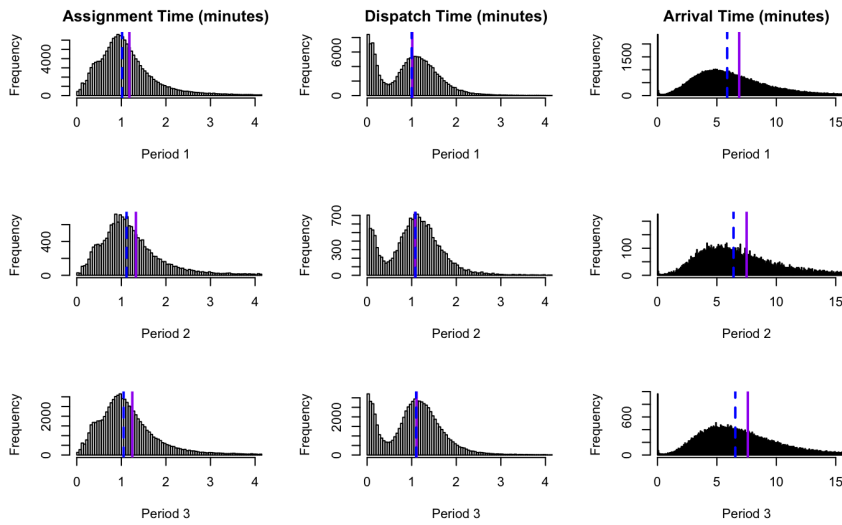 Assignment Time (minutes)
Dispatch Time (minutes)
Arrival Time (minutes)
Frequency
0 4000
0 1 2 3 4
Period 1
Frequency
0 6000
0 1 2 3 4
Period 1
Frequency
0 1500
0 5 10 15
Period 1
Frequency
0 400
0 1 2 3 4
Period 2
Frequency
0 300 700
0 1 2 3 4
Period 2
Frequency
0 100
0 5 10 15
Period 2
Frequency
0 2000
0 1 2 3 4
Period 3
Frequency
0 2000
0 1 2 3 4
Period 3
Frequency
0 600
0 5 10 15
Period 3